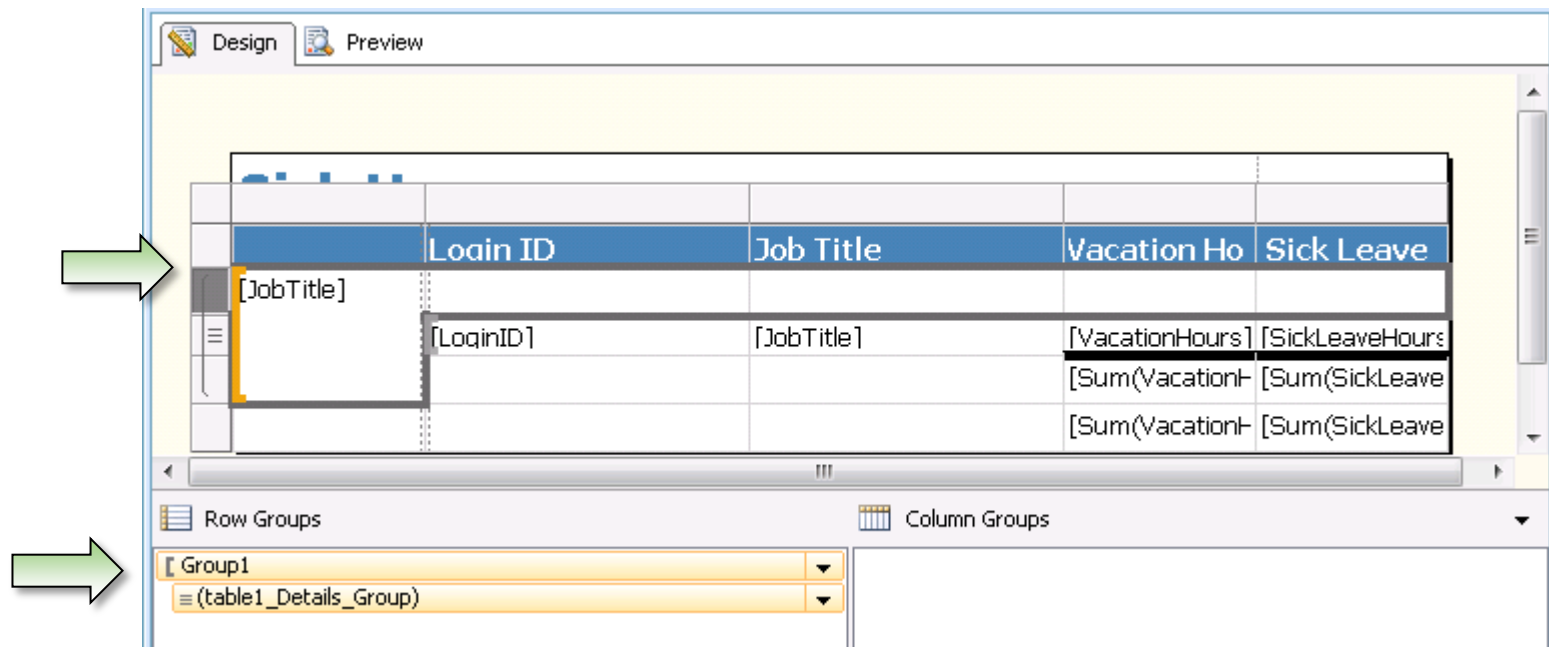 Design Preview
Login ID Job Title Vacation Ho Sick Leave
[JobTitle]
[LoginID] [JobTitle] [VacationHours] [SickLeaveHours
[Sum(VacationH [Sum(SickLeave
[Sum(VacationH [Sum(SickLeave
Row Groups Column Groups
Group1
(table1_Details_Group)